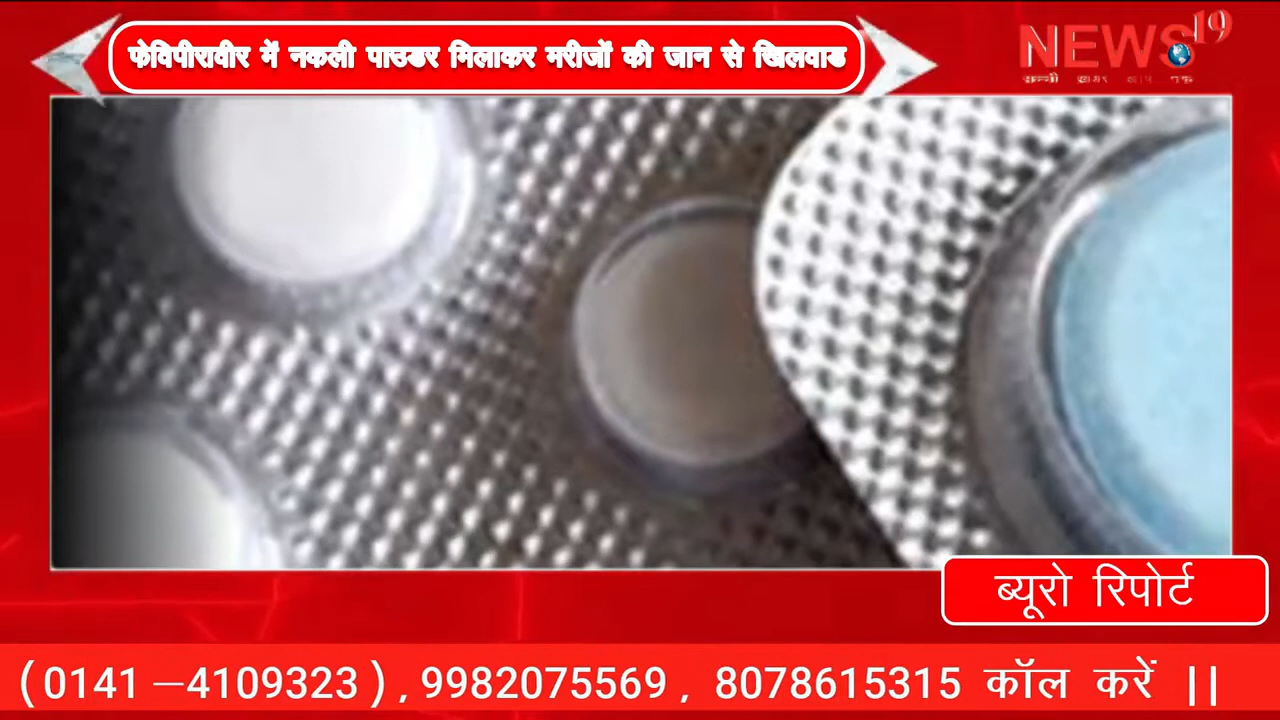 फेविपीरावीर में नकली पाउडर मिलाकर मरीजों की जान से खिलवाड
NEWS19
ब्यूरो रिपोर्ट
(0141 –4109323 ) , 9982075569 , 8078615315 कॉल करें ||